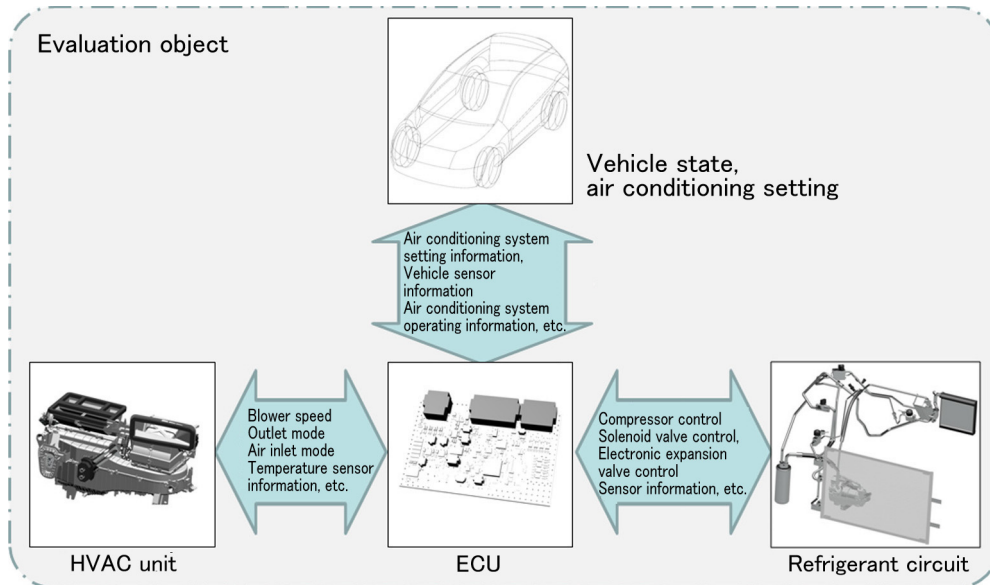 Evaluation object
Vehicle state,
air conditioning setting
Air conditioning system
setting information,
Vehicle sensor
information
Air conditioning system
operating information, etc.
Blower speed
Outlet mode
Air inlet mode
Temperature sensor
information, etc.
Compressor control
Solenoid valve control,
Electronic expansion
valve control
Sensor information, etc.
HVAC unit
ECU
Refrigerant circuit